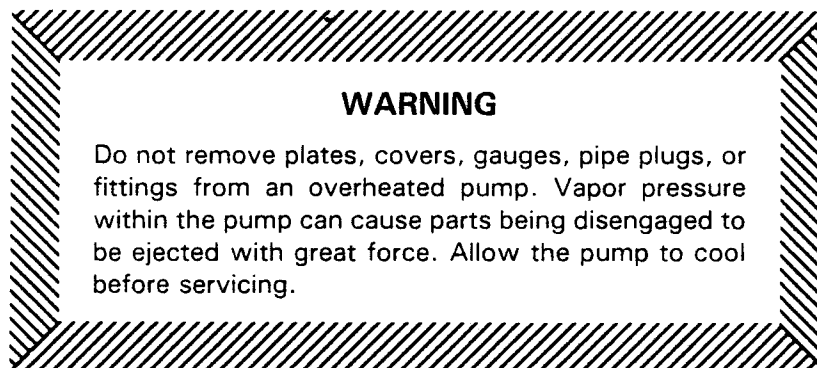 WARNING
Do not remove plates, covers, gauges, pipe plugs, or
fittings from an overheated pump. Vapor pressure
within the pump can cause parts being disengaged to
be ejected with great force. Allow the pump to cool
before servicing.